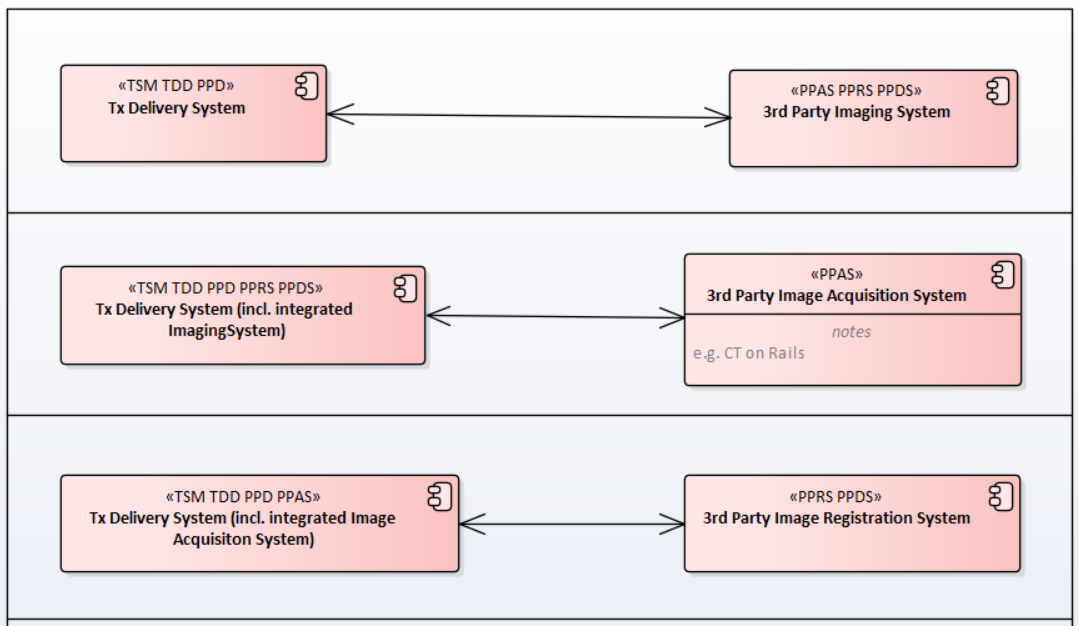 «TSM TDD PPD»
Tx Delivery System
«PPAS PPRS PPDS»
3rd Party Imaging System
«TSM TDD PPD PPRS PPDS»
Tx Delivery System (incl. integrated
ImagingSystem)
«PPAS»
3rd Party Image Acquisition System
notes
e.g. CT on Rails
«TSM TDD PPD PPAS»
Tx Delivery System (incl. integrated Image
Acquisiton System)
«PPRS PPDS»
3rd Party Image Registration System